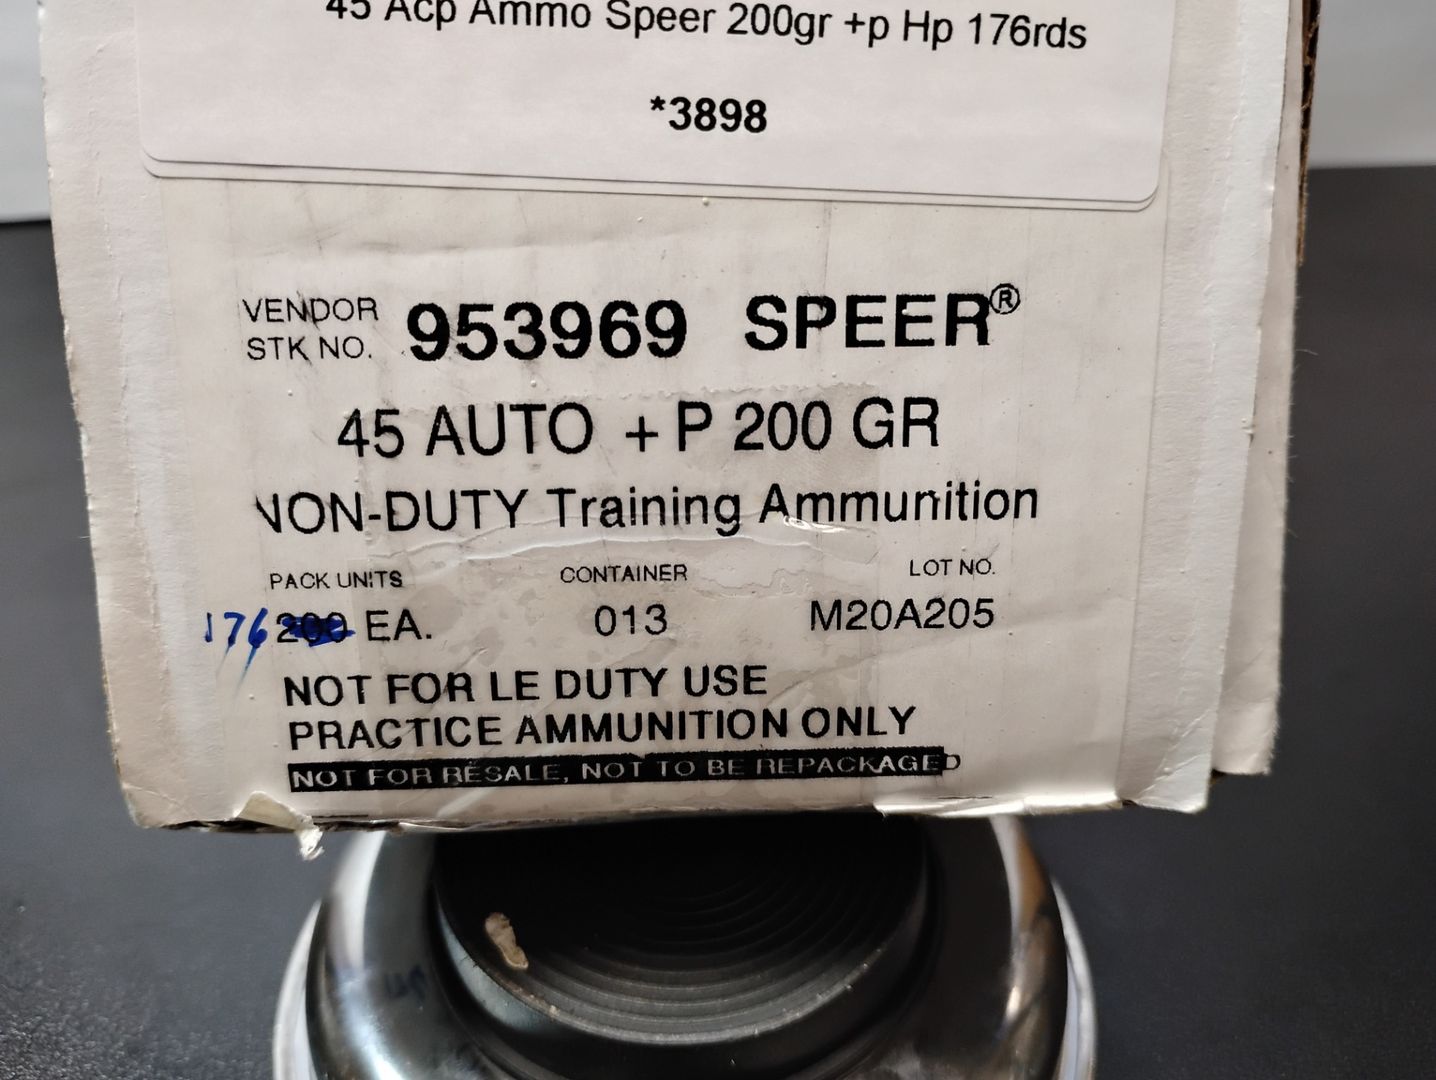 45 Acp Ammo Speer 200gr +p Hp 176rds
*3898
VENDOR
STK NO. 953969 SPEER®
45 AUTO +P 200 GR
NON-DUTY Training Ammunition
PACK UNITS CONTAINER LOT NO.
176 200 EA. 013 M20A205
NOT FOR LE DUTY USE
PRACTICE AMMUNITION ONLY
NOT FOR RESALE, NOT TO BE REPACKAGED